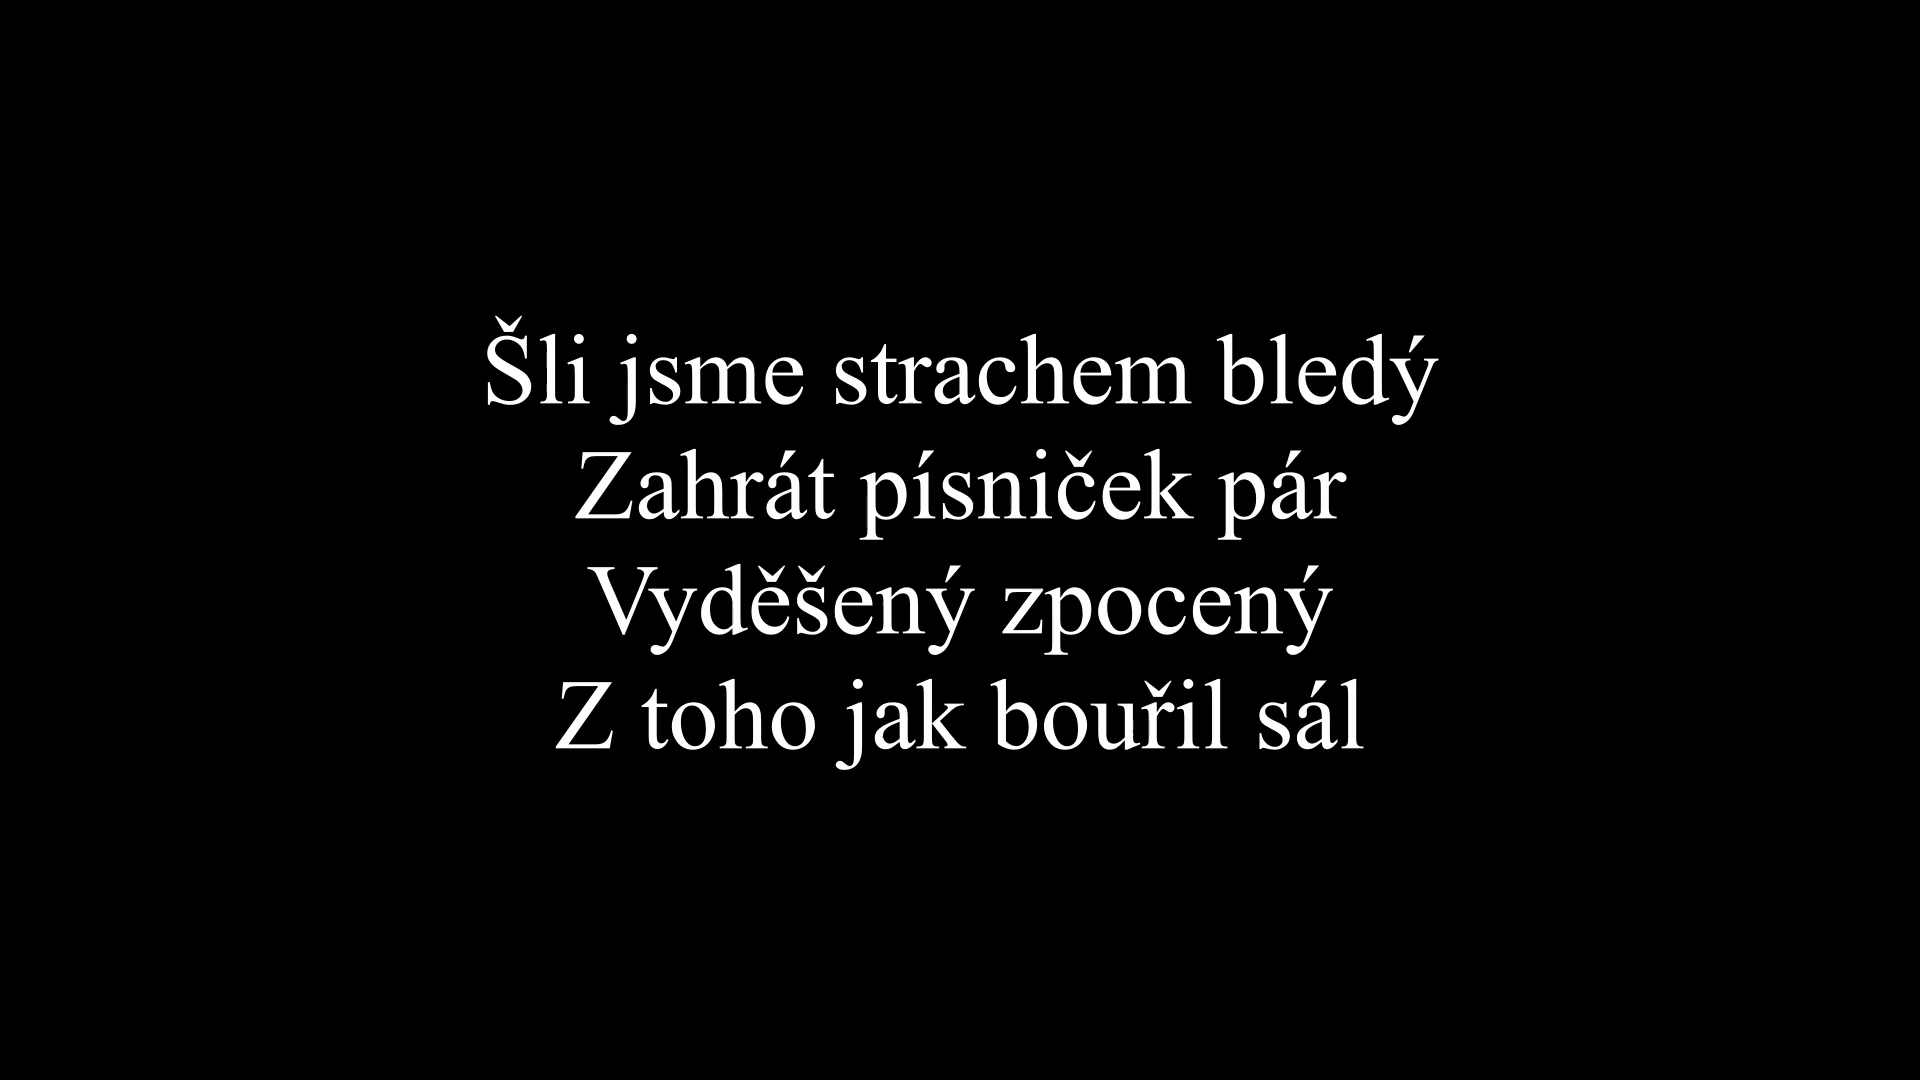 Šli jsme strachem bledý
Zahrát písniček pár
Vyděšený zpocený
Z toho jak bouřil sál